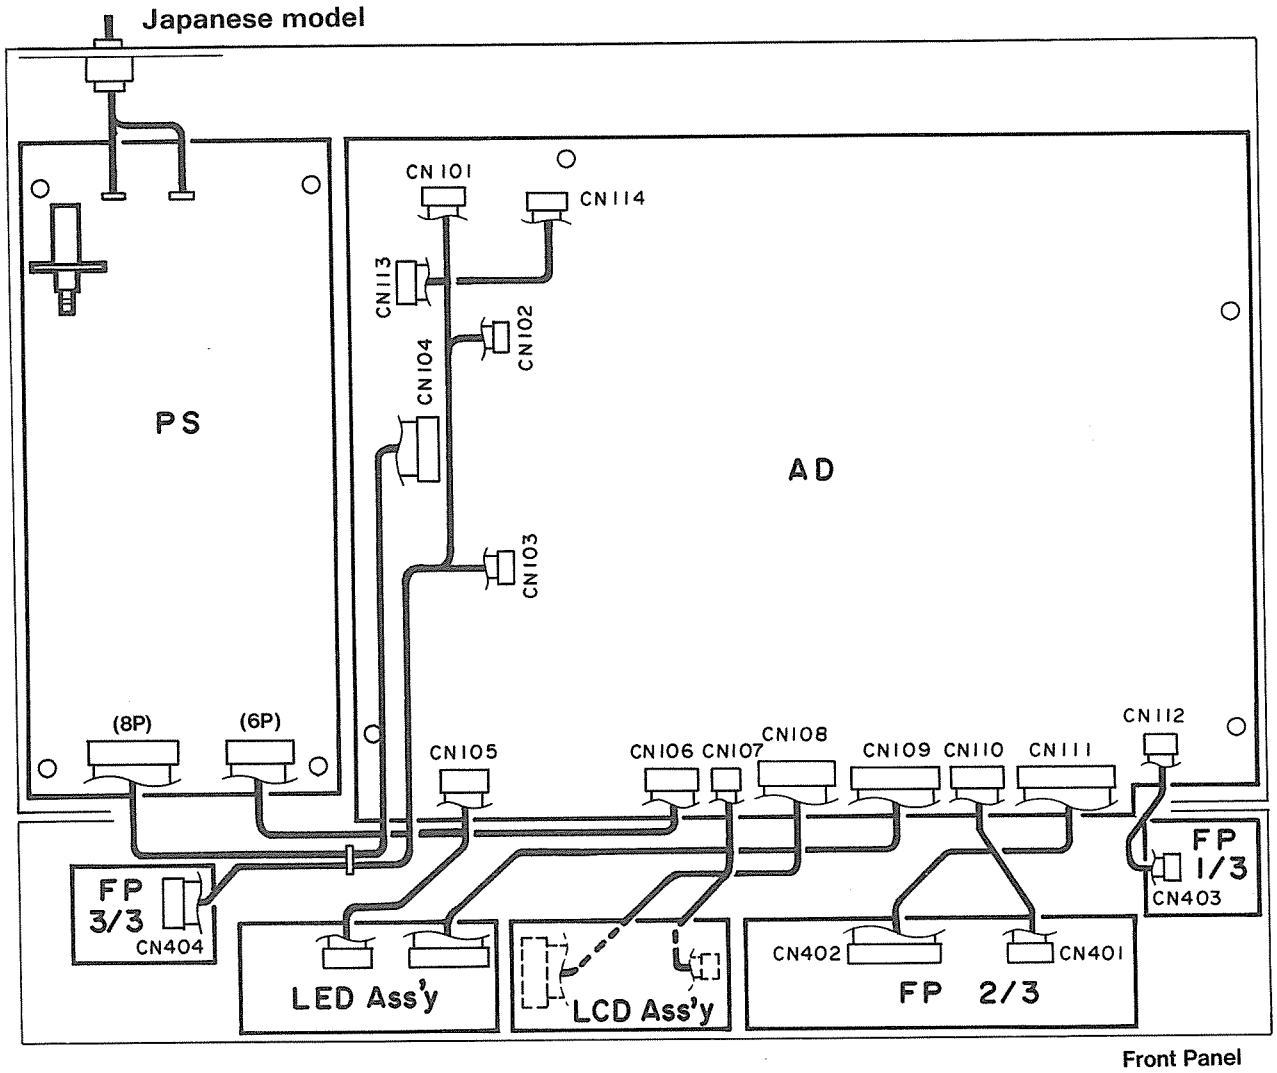 Japanese model
CN101
CN114
CN113
CN102
CN104
PS
AD
CN103
(8P)
(6P)
CN105
CN106
CN107
CN108
CN109
CN110
CN111
CN112
FP
1/3
CN403
FP
3/3
CN404
LED Ass'y
LCD Ass'y
CN402
CN401
FP 2/3
Front Panel